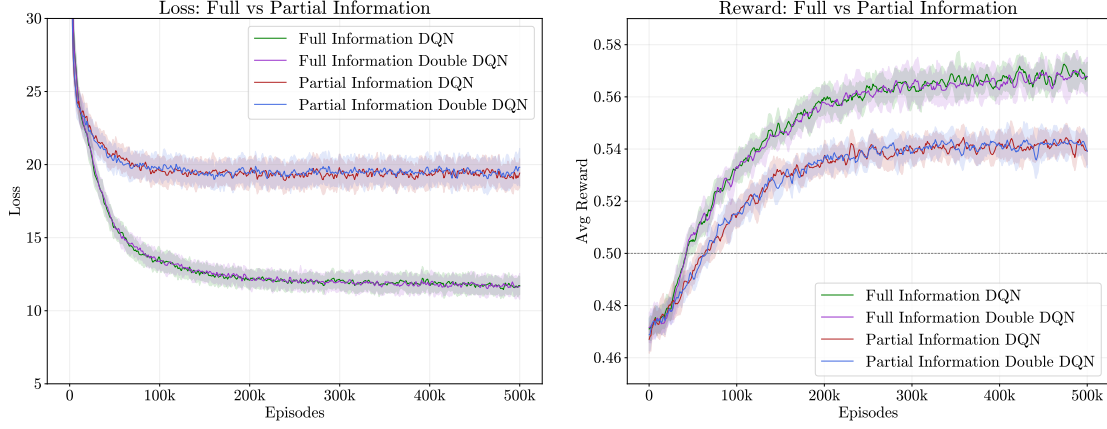 Loss: Full vs Partial Information
30
25
20
15
10
5
Loss
Full Information DQN
Full Information Double DQN
Partial Information DQN
Partial Information Double DQN
0
100k
200k
300k
400k
500k
Episodes
Reward: Full vs Partial Information
0.58
0.56
0.54
0.52
0.50
0.48
0.46
Avg Reward
Full Information DQN
Full Information Double DQN
Partial Information DQN
Partial Information Double DQN
0
100k
200k
300k
400k
500k
Episodes